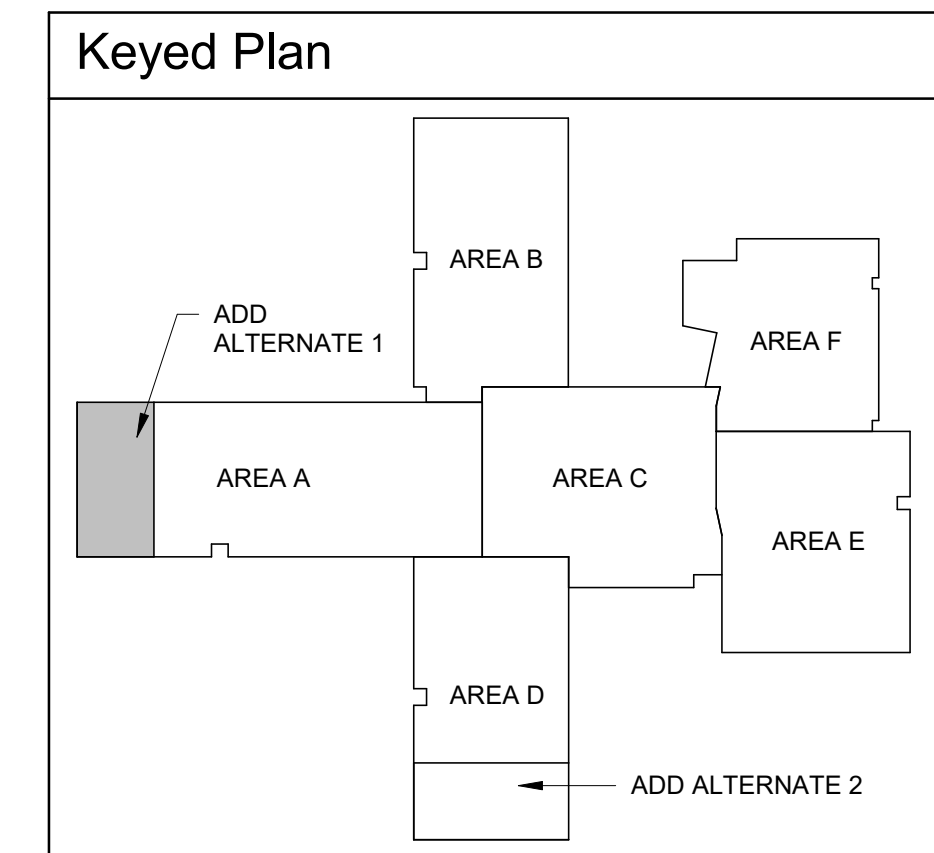 Keyed Plan
AREA B
ADD
ALTERNATE 1
AREA F
AREA A
AREA C
AREA E
AREA D
ADD ALTERNATE 2